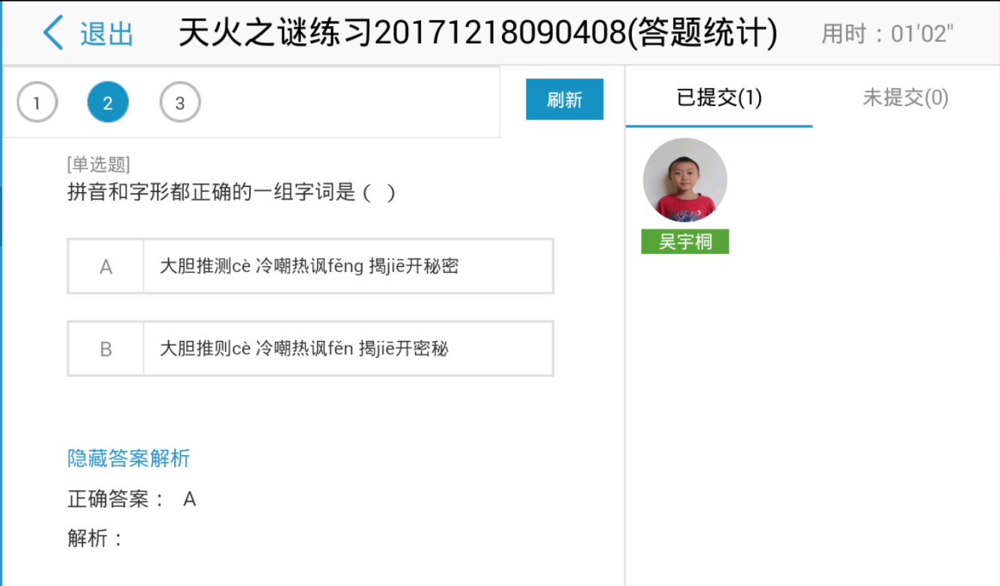 退出 天火之谜练习20171218090408(答题统计) 用时：01'02"
1 2 3 刷新 已提交(1) 未提交(0)
[单选题]
拼音和字形都正确的一组字词是（ ）
A 大胆推测cè 冷嘲热讽fěng 揭jiē开秘密
吴宇桐
B 大胆推则cè 冷嘲热讽fěn 揭jiē开密秘
隐藏答案解析
正确答案： A
解析：